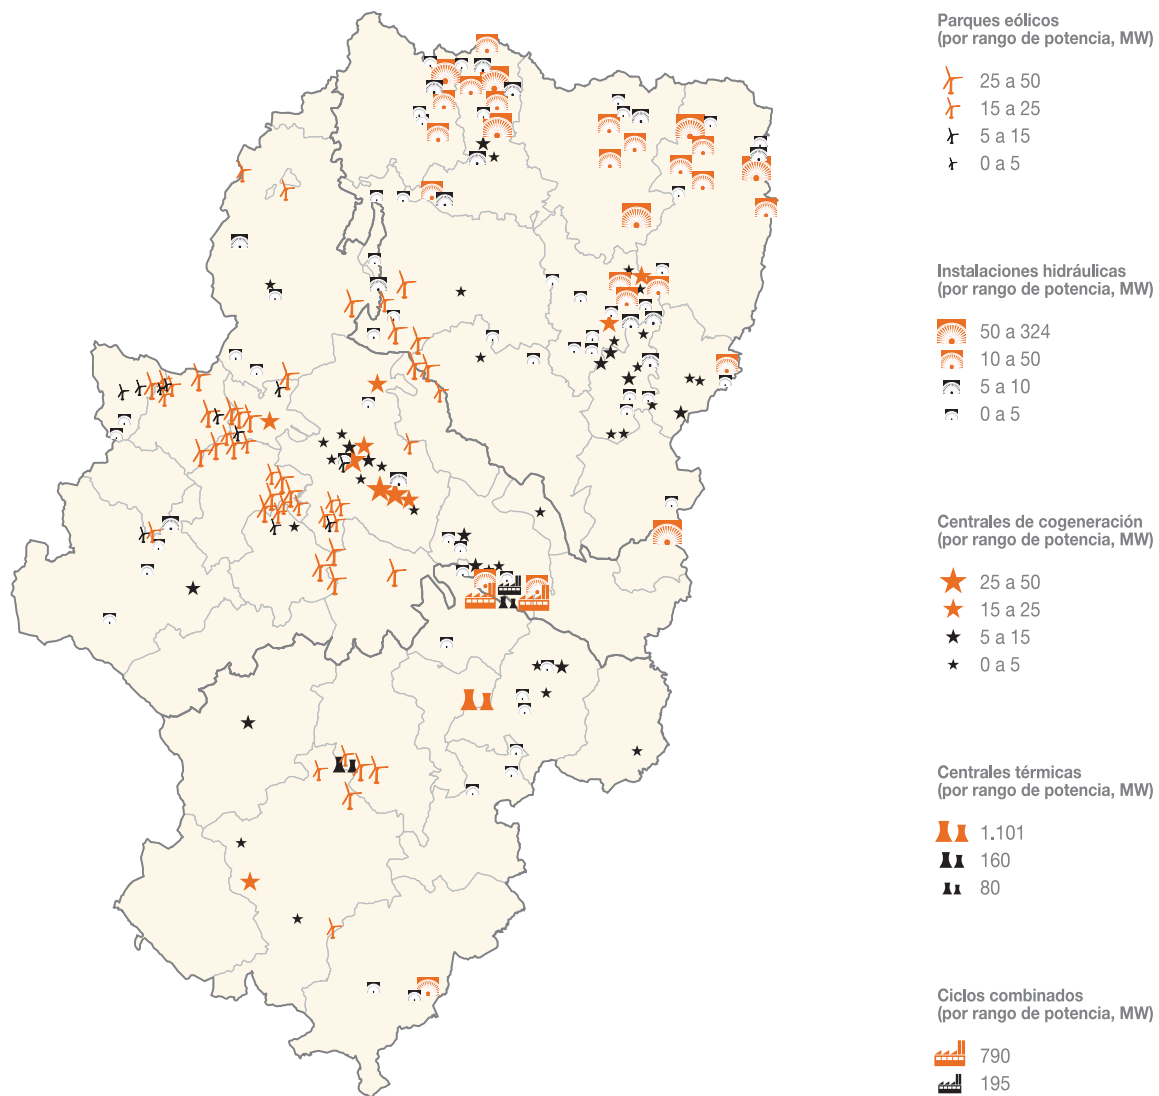 Parques eólicos
(por rango de potencia, MW)
25 a 50
15 a 25
5 a 15
0 a 5
Instalaciones hidráulicas
(por rango de potencia, MW)
50 a 324
10 a 50
5 a 10
0 a 5
Centrales de cogeneración
(por rango de potencia, MW)
25 a 50
15 a 25
5 a 15
0 a 5
Centrales térmicas
(por rango de potencia, MW)
1.101
160
80
Ciclos combinados
(por rango de potencia, MW)
790
195